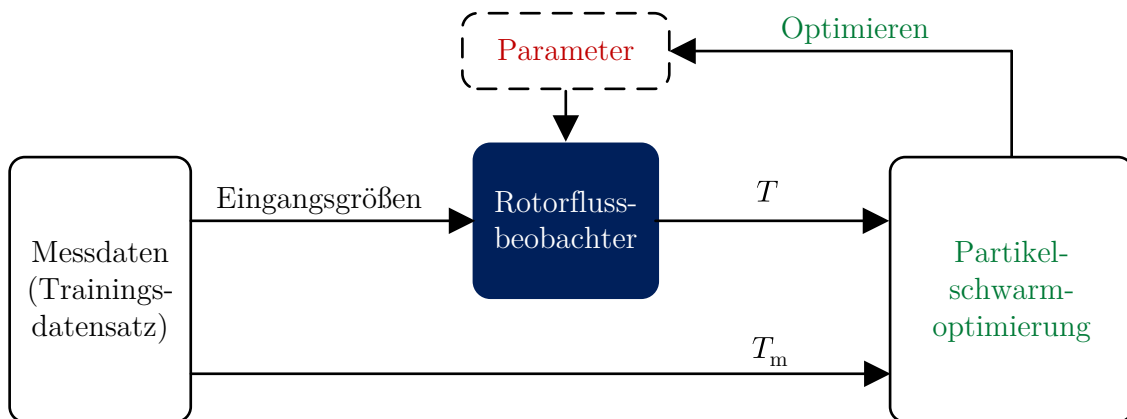 Optimieren
Parameter
Eingangsgrößen
Rotorfluss-
beobachter
T
Messdaten
(Trainings-
datensatz)
Partikel-
schwarm-
optimierung
Tₘ